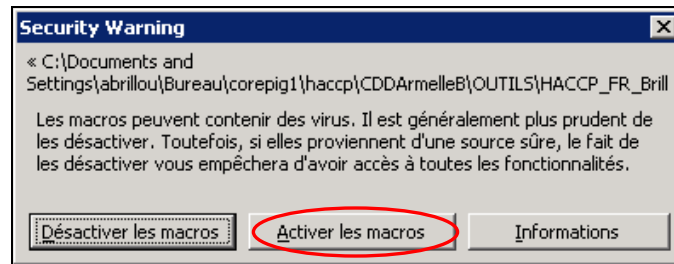 Security Warning
« C:\Documents and
Settings\abrillou\Bureau\corepig1\haccp\CDDArmelleB\OUTILS\HACCP_FR_Brill
Les macros peuvent contenir des virus. Il est généralement plus prudent de
les désactiver. Toutefois, si elles proviennent d'une source sûre, le fait de
les désactiver vous empêchera d'avoir accès à toutes les fonctionnalités.
Désactiver les macros Activer les macros Informations